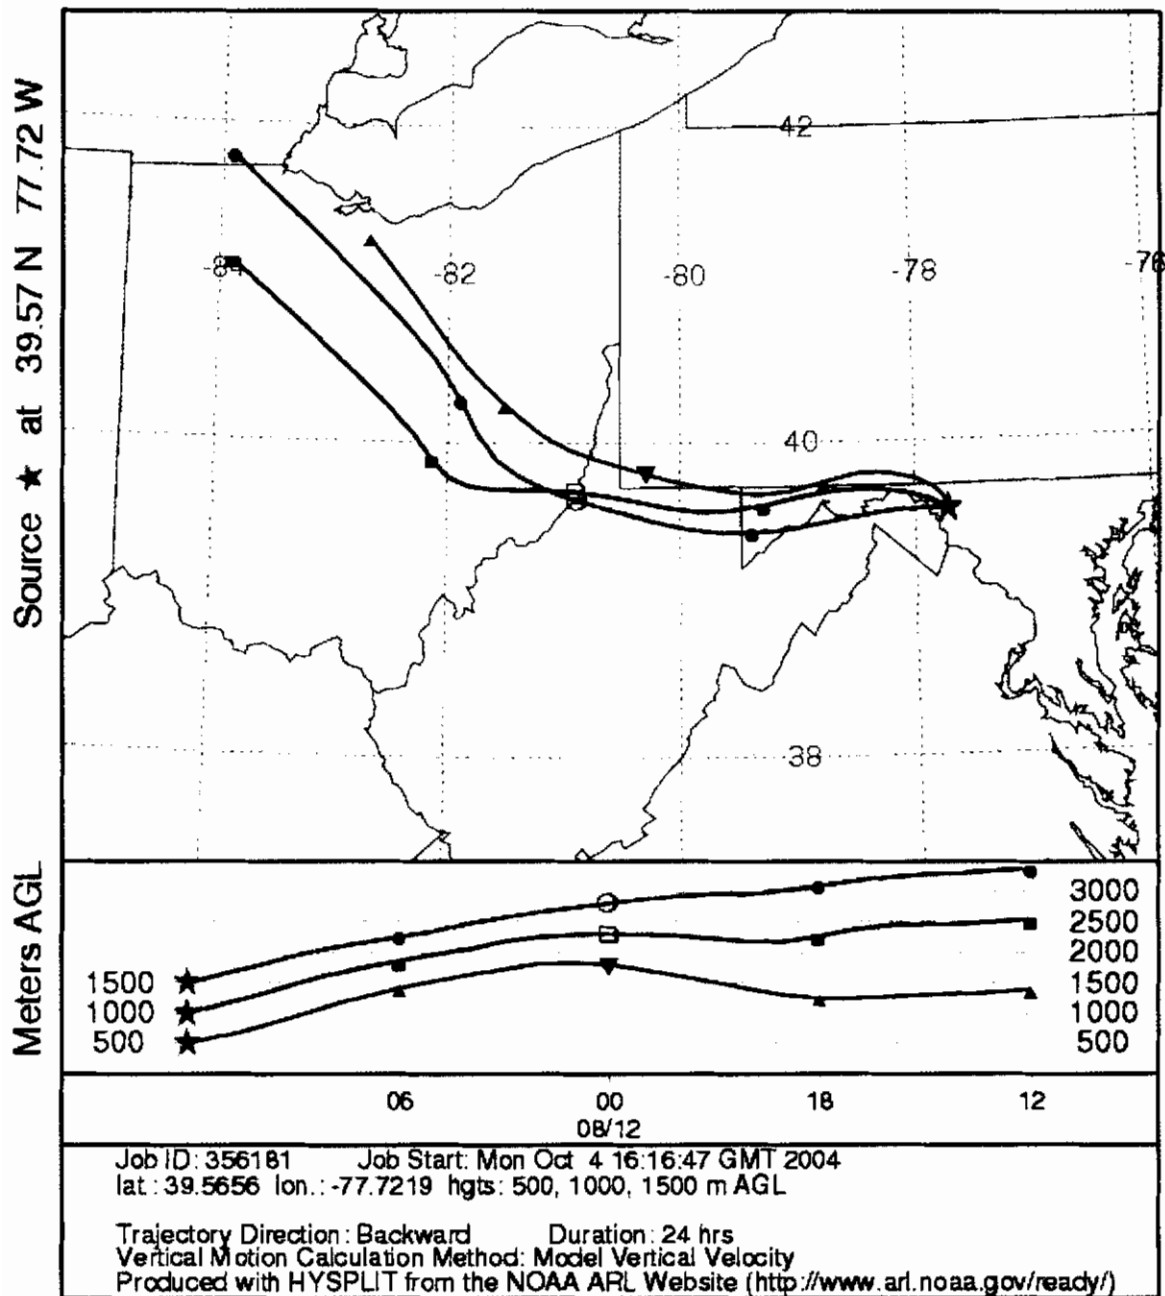 Source ★ at 39.57 N 77.72 W
42
-84
-82
-80
-78
-76
40
38
Meters AGL
1500
1000
500
3000
2500
2000
1500
1000
500
06 00 18 12
08/12
Job ID: 356181 Job Start: Mon Oct 4 16:16:47 GMT 2004
lat.: 39.5656 lon.: -77.7219 hgts: 500, 1000, 1500 m AGL
Trajectory Direction: Backward Duration: 24 hrs
Vertical Motion Calculation Method: Model Vertical Velocity
Produced with HYSPLIT from the NOAA ARL Website (http://www.arl.noaa.gov/ready/)